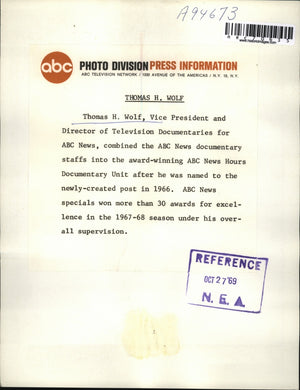 A94673
abc PHOTO DIVISION PRESS INFORMATION
ABC TELEVISION NETWORK / 1330 AVENUE OF THE AMERICAS / N.Y. 19, N.Y.
THOMAS H. WOLF
Thomas H. Wolf, Vice President and
Director of Television Documentaries for
ABC News, combined the ABC News documentary
staffs into the award-winning ABC News Hours
Documentary Unit after he was named to the
newly-created post in 1966. ABC News
specials won more than 30 awards for excel-
lence in the 1967-68 season under his over-
all supervision.
REFERENCE
OCT 27 '69
N. E. A.